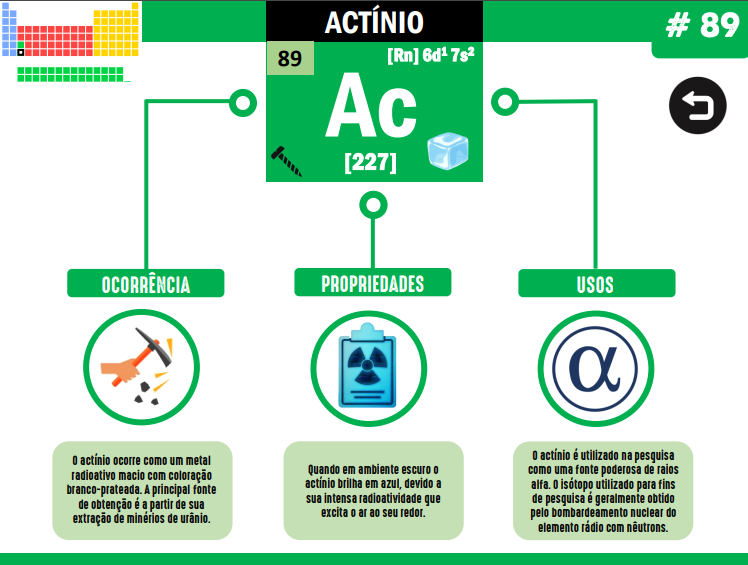 ACTÍNIO
# 89
89
[Rn] 6d¹ 7s²
Ac
[227]
OCORRÊNCIA
PROPRIEDADES
USOS
α
O actínio ocorre como um metal
radioativo macio com coloração
branco-prateada. A principal fonte
de obtenção é a partir de sua
extração de minérios de urânio.
Quando em ambiente escuro o
actínio brilha em azul, devido a
sua intensa radioatividade que
excita o ar ao seu redor.
O actínio é utilizado na pesquisa
como uma fonte poderosa de raios
alfa. O isótopo utilizado para fins
de pesquisa é geralmente obtido
pelo bombardeamento nuclear do
elemento rádio com nêutrons.